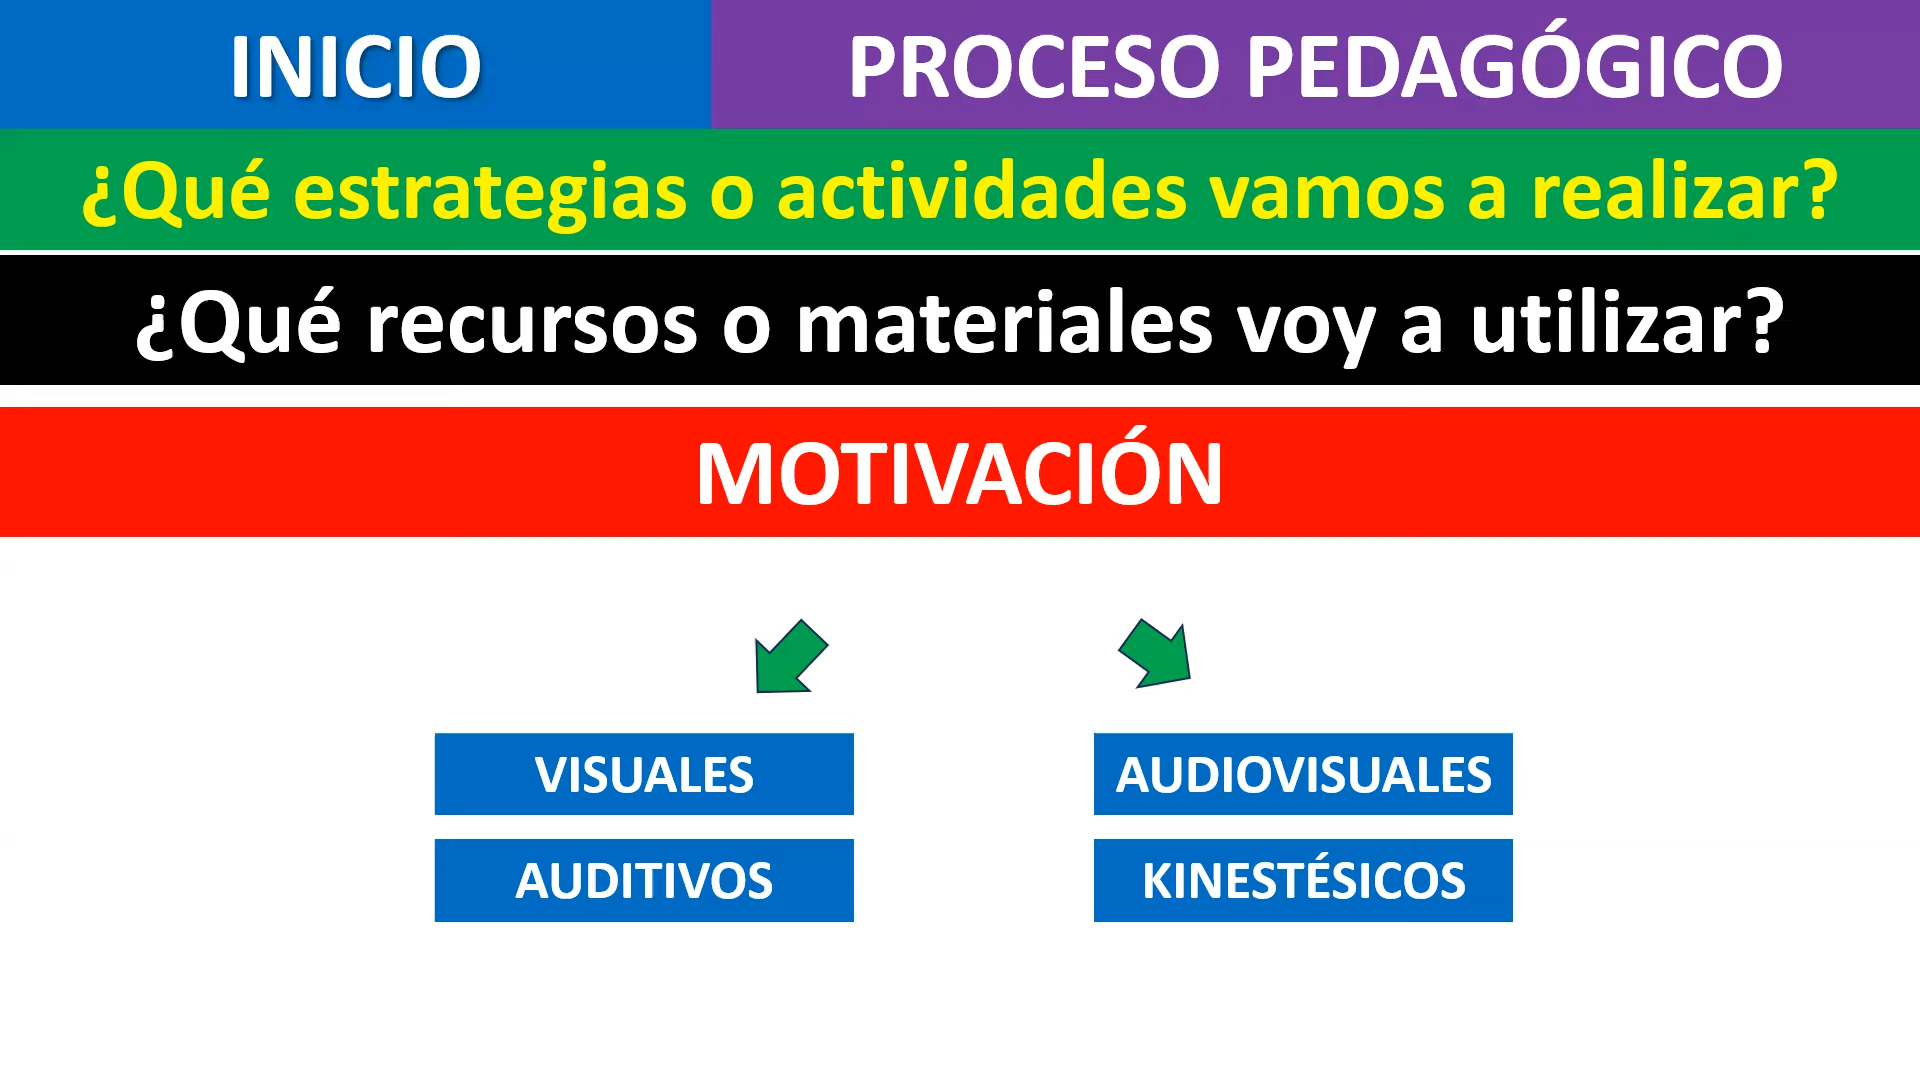 INICIO
PROCESO PEDAGÓGICO
¿Qué estrategias o actividades vamos a realizar?
¿Qué recursos o materiales voy a utilizar?
MOTIVACIÓN
VISUALES
AUDIOVISUALES
AUDITIVOS
KINESTÉSICOS